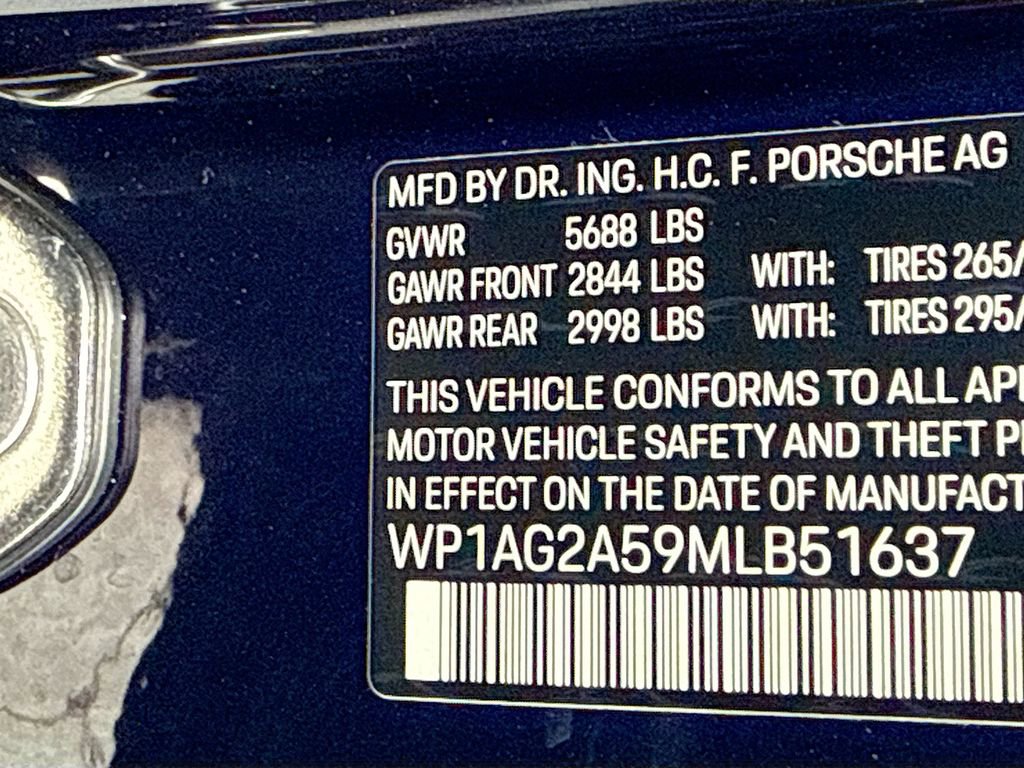 MFD BY DR. ING. H.C. F. PORSCHE AG
GVWR 5688 LBS
GAWR FRONT 2844 LBS WITH: TIRES 265/
GAWR REAR 2998 LBS WITH: TIRES 295/
THIS VEHICLE CONFORMS TO ALL
MOTOR VEHICLE SAFETY AND THEFT
IN EFFECT ON THE DATE OF
WP1AG2A59MLB51637